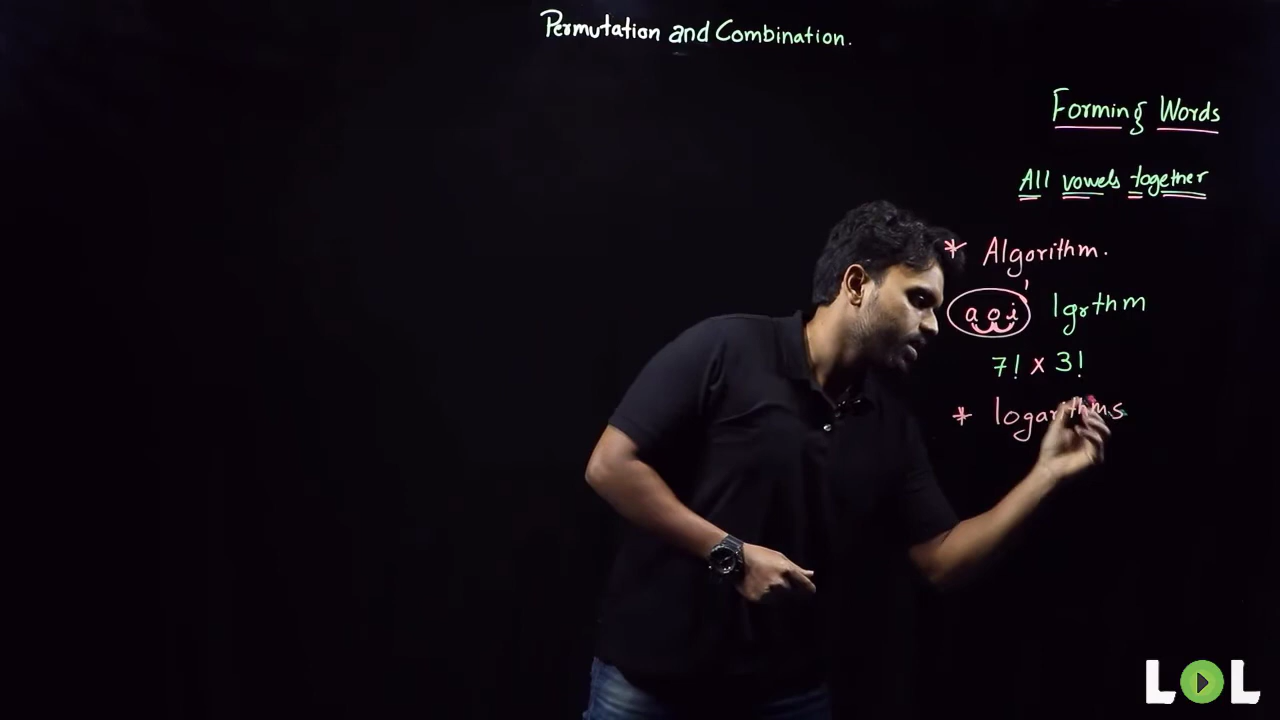 Permutation and Combination.
Forming Words
All vowels together
* Algorithm.
aoi lgrthm
7! x 3!
* logarithms
LOL